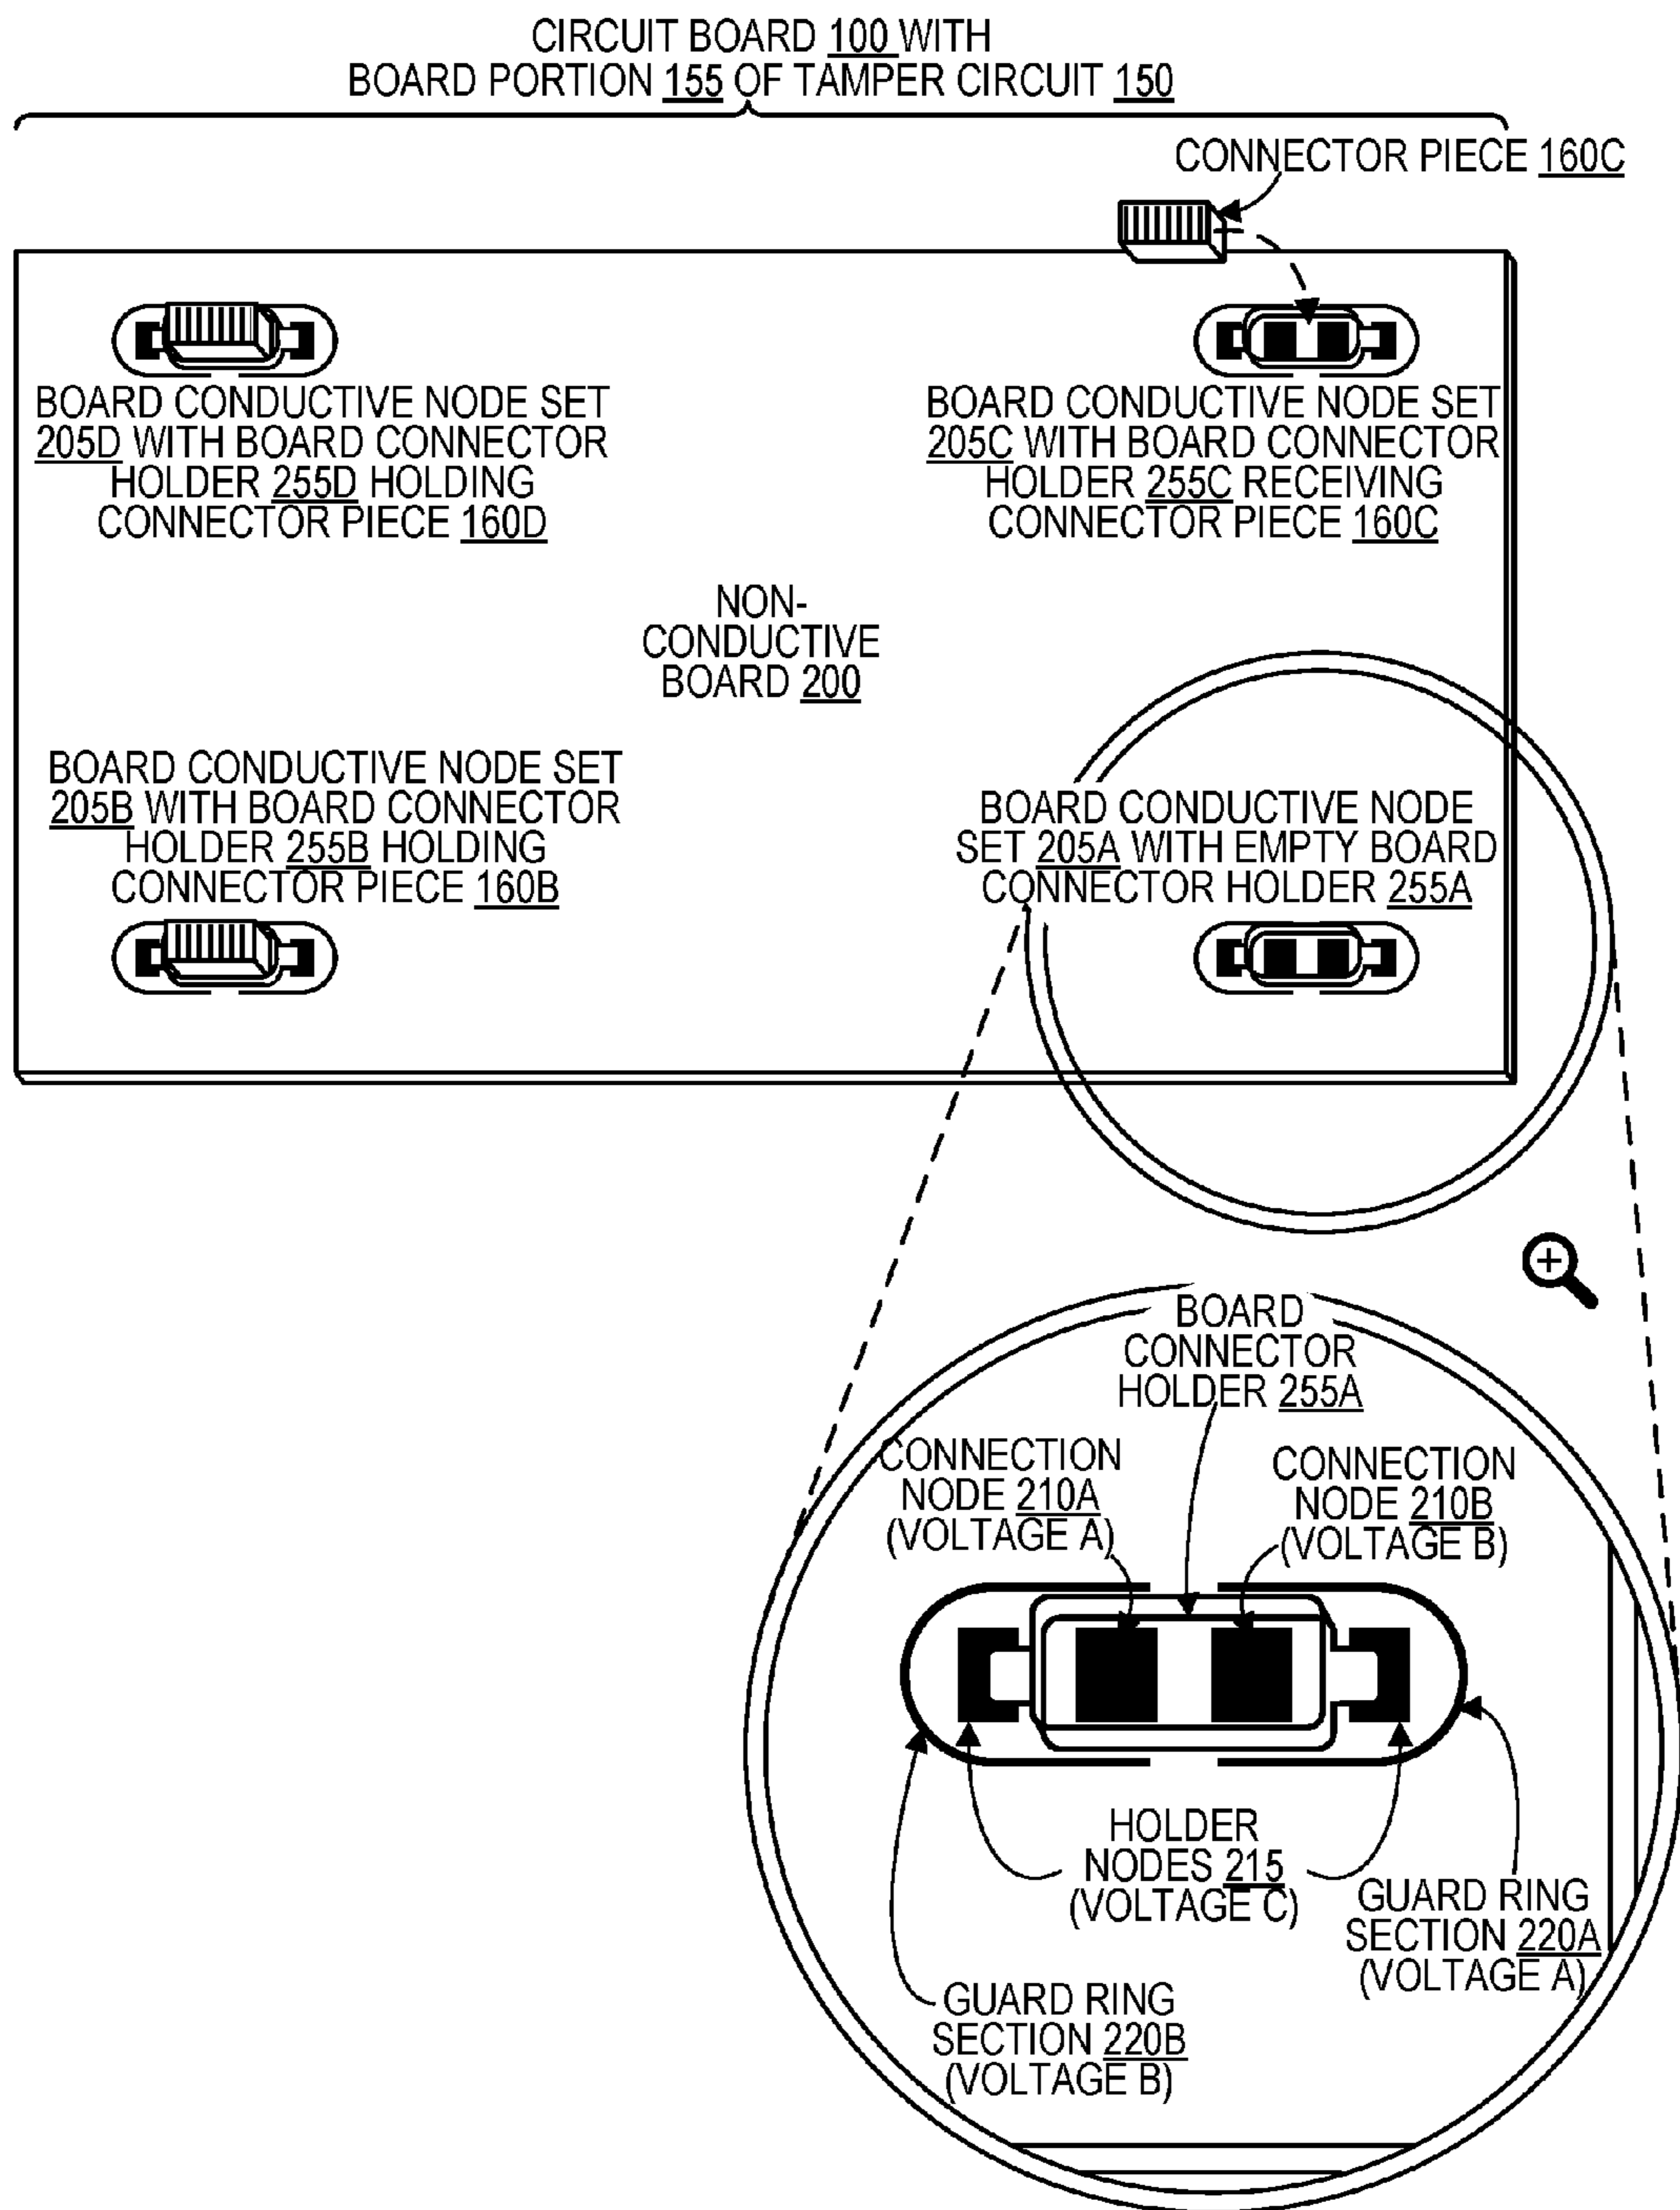 CIRCUIT BOARD 100 WITH
BOARD PORTION 155 OF TAMPER CIRCUIT 150
CONNECTOR PIECE 160C
BOARD CONDUCTIVE NODE SET
205D WITH BOARD CONNECTOR
HOLDER 255D HOLDING
CONNECTOR PIECE 160D
BOARD CONDUCTIVE NODE SET
205C WITH BOARD CONNECTOR
HOLDER 255C RECEIVING
CONNECTOR PIECE 160C
NON-
CONDUCTIVE
BOARD 200
BOARD CONDUCTIVE NODE SET
205B WITH BOARD CONNECTOR
HOLDER 255B HOLDING
CONNECTOR PIECE 160B
BOARD CONDUCTIVE NODE
SET 205A WITH EMPTY BOARD
CONNECTOR HOLDER 255A
BOARD
CONNECTOR
HOLDER 255A
CONNECTION
NODE 210A
(VOLTAGE A)
CONNECTION
NODE 210B
(VOLTAGE B)
HOLDER
NODES 215
(VOLTAGE C)
GUARD RING
SECTION 220A
(VOLTAGE A)
GUARD RING
SECTION 220B
(VOLTAGE B)